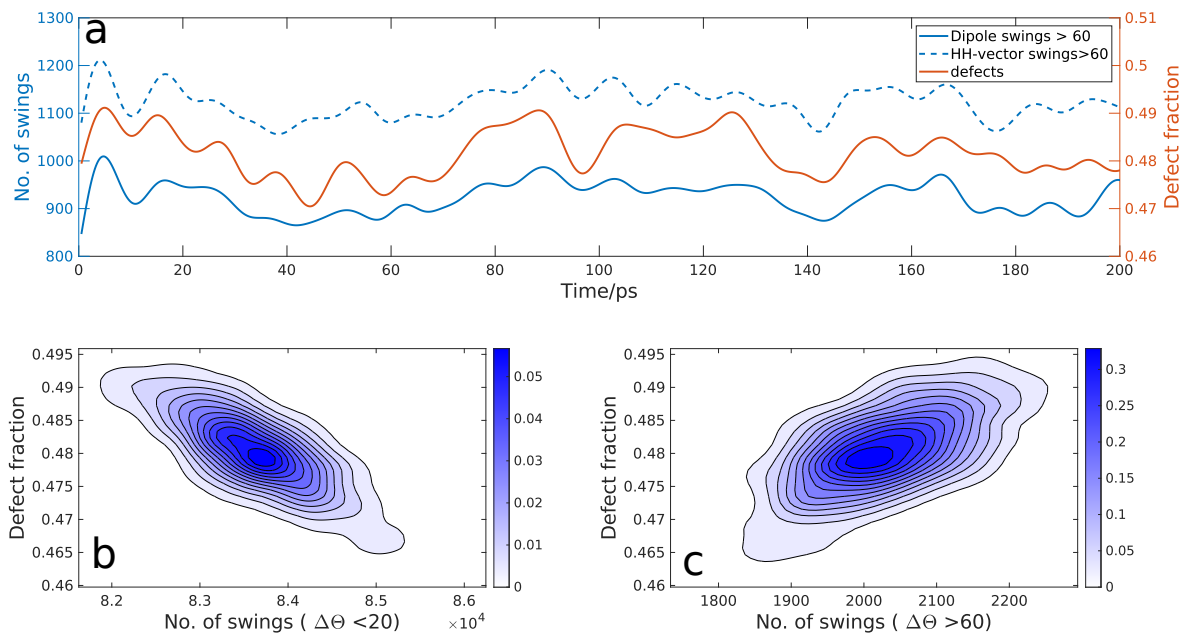 a
1300
1200
1100
1000
900
800
No. of swings
0.51
0.5
0.49
0.48
0.47
0.46
Defect fraction
Dipole swings > 60
HH-vector swings>60
defects
0 20 40 60 80 100 120 140 160 180 200
Time/ps
b
0.495
0.49
0.485
0.48
0.475
0.47
0.465
0.46
Defect fraction
8.2 8.3 8.4 8.5 8.6
No. of swings ( ΔΘ <20)
×10⁴
0.05
0.04
0.03
0.02
0.01
0
c
0.495
0.49
0.485
0.48
0.475
0.47
0.465
0.46
Defect fraction
1800 1900 2000 2100 2200
No. of swings ( ΔΘ >60)
0.3
0.25
0.2
0.15
0.1
0.05
0